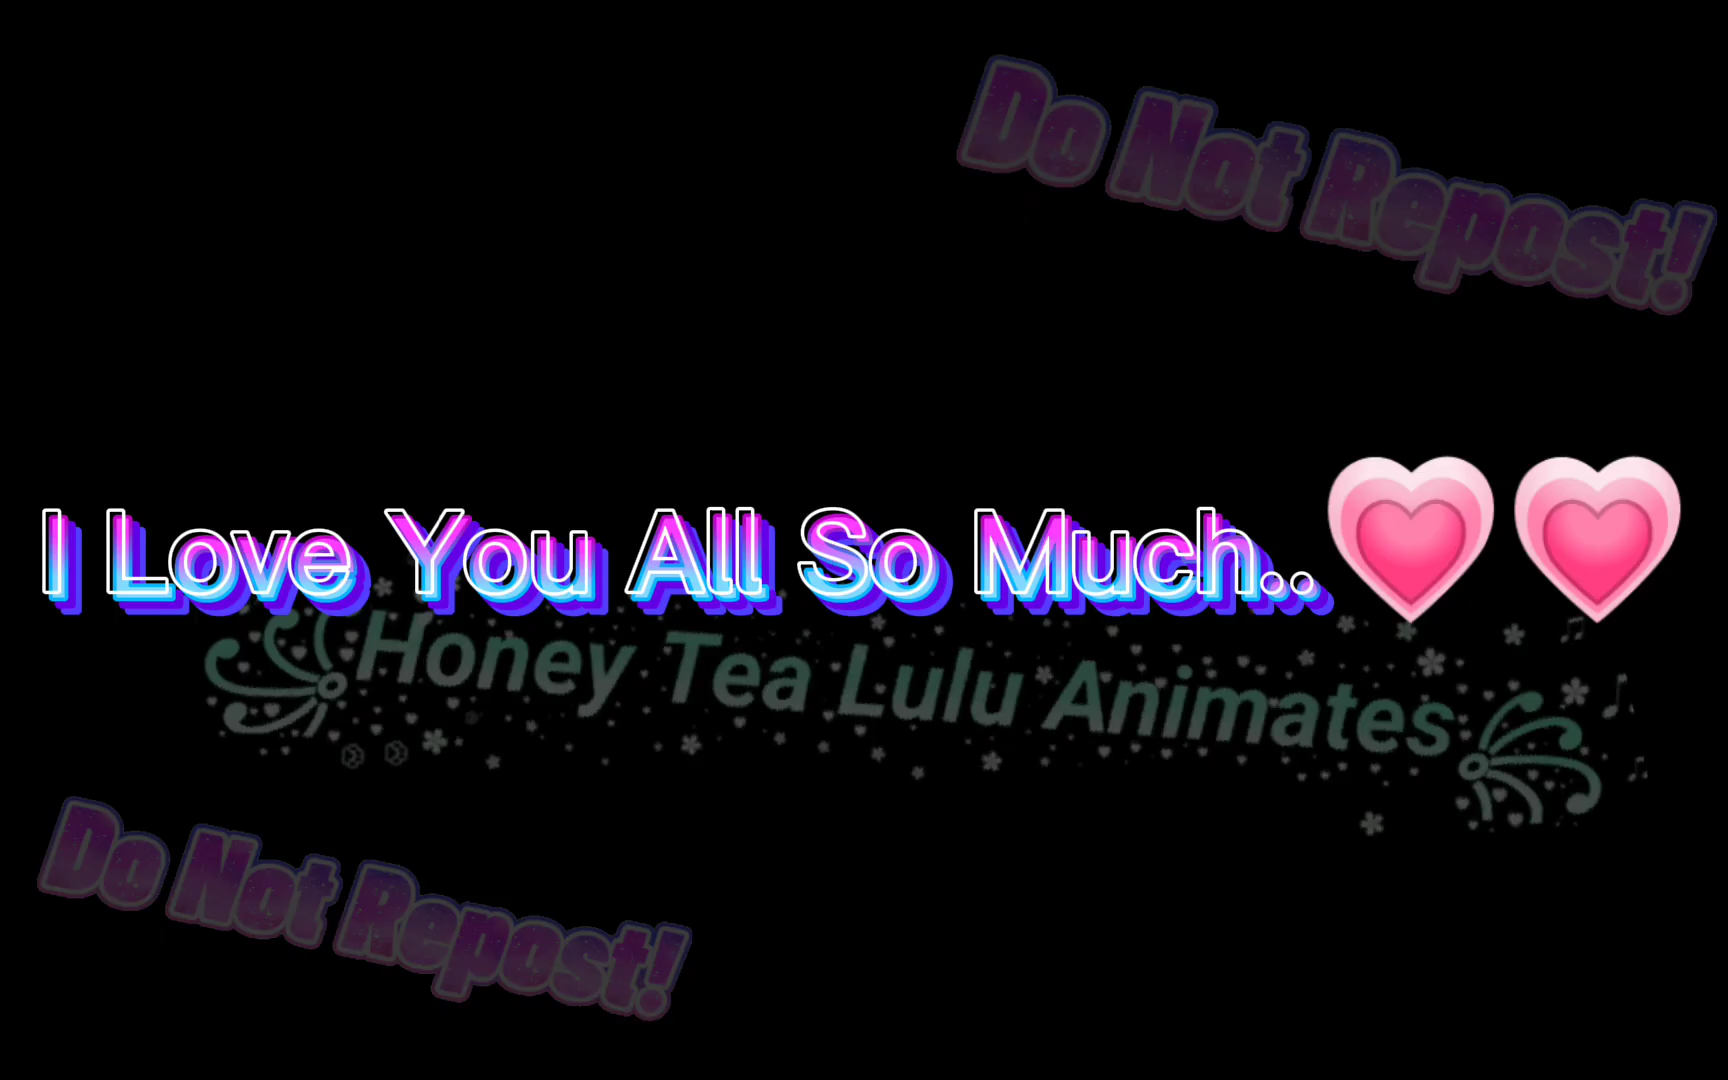 Do Not Repost!
I Love You All So Much..💗💗
Honey Tea Lulu Animates
Do Not Repost!